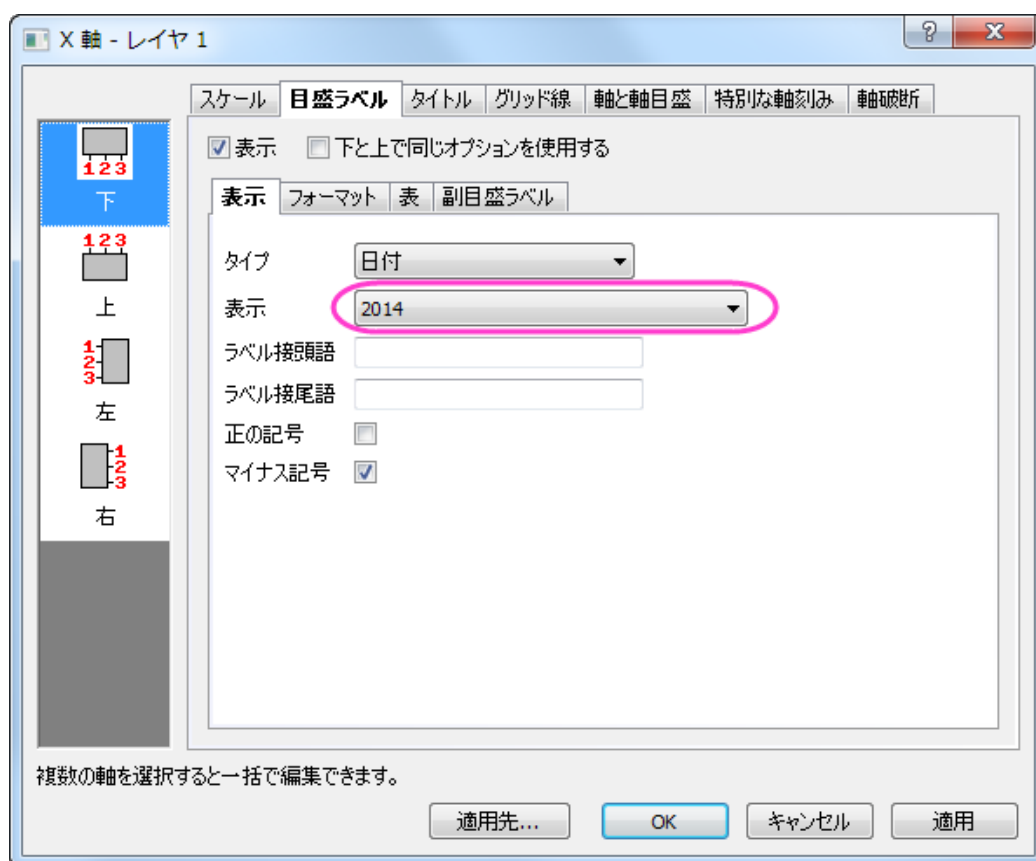 X 軸 - レイヤ 1
スケール 目盛ラベル タイトル グリッド線 軸と軸目盛 特別な軸刻み 軸破断
123
下
123
上
1
2
3
左
1
2
3
右
表示 下と上で同じオプションを使用する
表示 フォーマット 表 副目盛ラベル
タイプ 日付
表示 2014
ラベル接頭語
ラベル接尾語
正の記号
マイナス記号
複数の軸を選択すると一括で編集できます。
適用先... OK キャンセル 適用